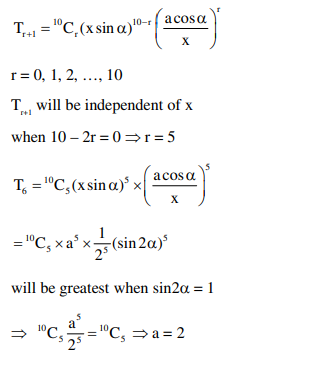 T_{r+1} = ^{10}C_r (x sin α)^{10–r} (a cos α / x)^r
r = 0, 1, 2, …, 10
T_{r+1} will be independent of x
when 10 – 2r = 0 ⇒ r = 5
T_6 = ^{10}C_5 (x sin α)^5 × (a cos α / x)^5
= ^{10}C_5 × a^5 × 1/2^5 (sin 2α)^5
will be greatest when sin2α = 1
⇒ ^{10}C_5 a^5/2^5 = ^{10}C_5 ⇒ a = 2